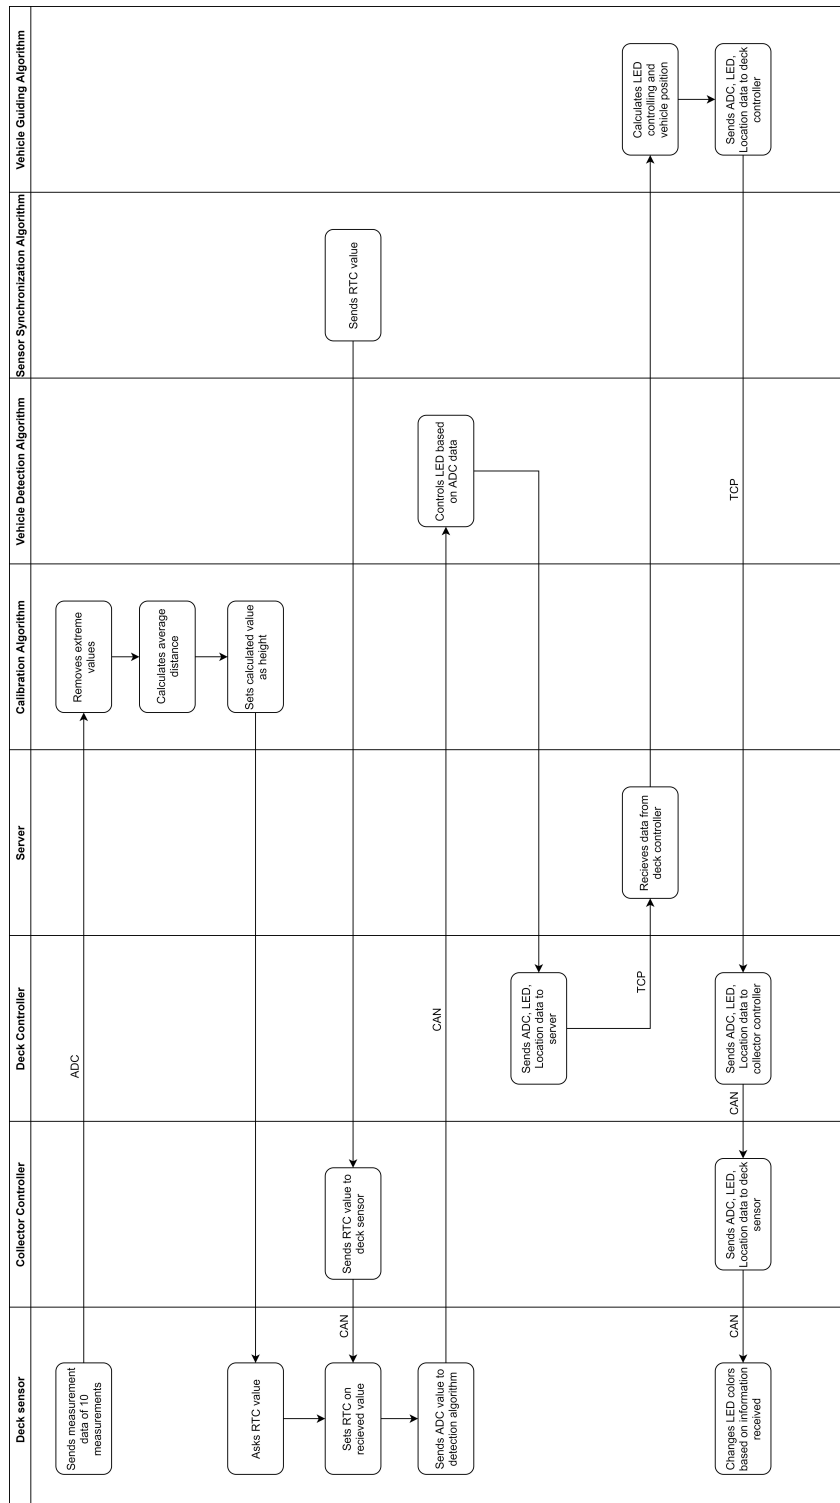 Deck sensor
Collector Controller
Deck Controller
Server
Calibration Algorithm
Vehicle Detection Algorithm
Sensor Synchronization Algorithm
Vehicle Guiding Algorithm
Sends measurement
data of 10
measurements
ADC
Removes extreme
values
Calculates average
distance
Sets calculated value
as height
Asks RTC value
Sends RTC value
Sends RTC value to
deck sensor
CAN
Sets RTC on
recieved value
Sends ADC value to
detection algorithm
CAN
Controls LED based
on ADC data
Sends ADC, LED,
Location data to
server
TCP
Recieves data from
deck controller
Calculates LED
controlling and
vehicle position
Sends ADC, LED,
Location data to deck
controller
TCP
Sends ADC, LED,
Location data to
collector controller
CAN
Sends ADC, LED,
Location data to deck
sensor
CAN
Changes LED colors
based on information
received